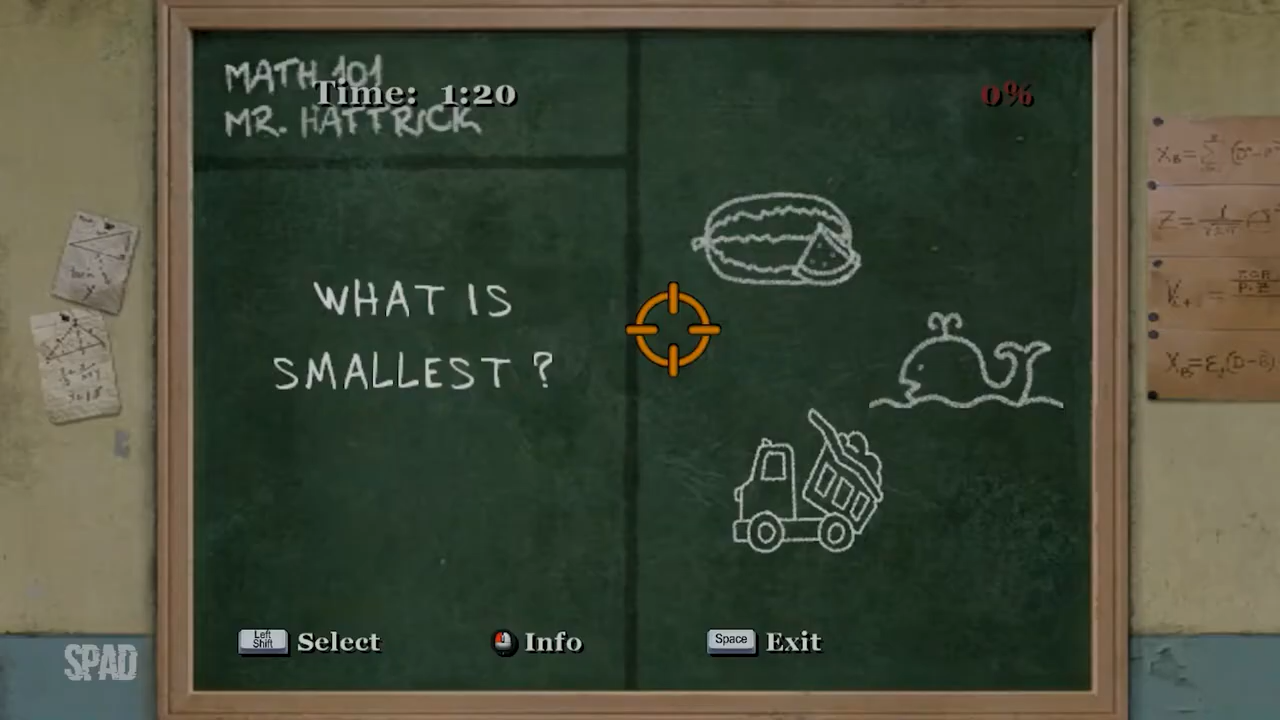 MATH 101
Time: 1:20
0%
MR. HATTRICK
WHAT IS
SMALLEST ?
Left Shift Select
Info
Space Exit
SPAD